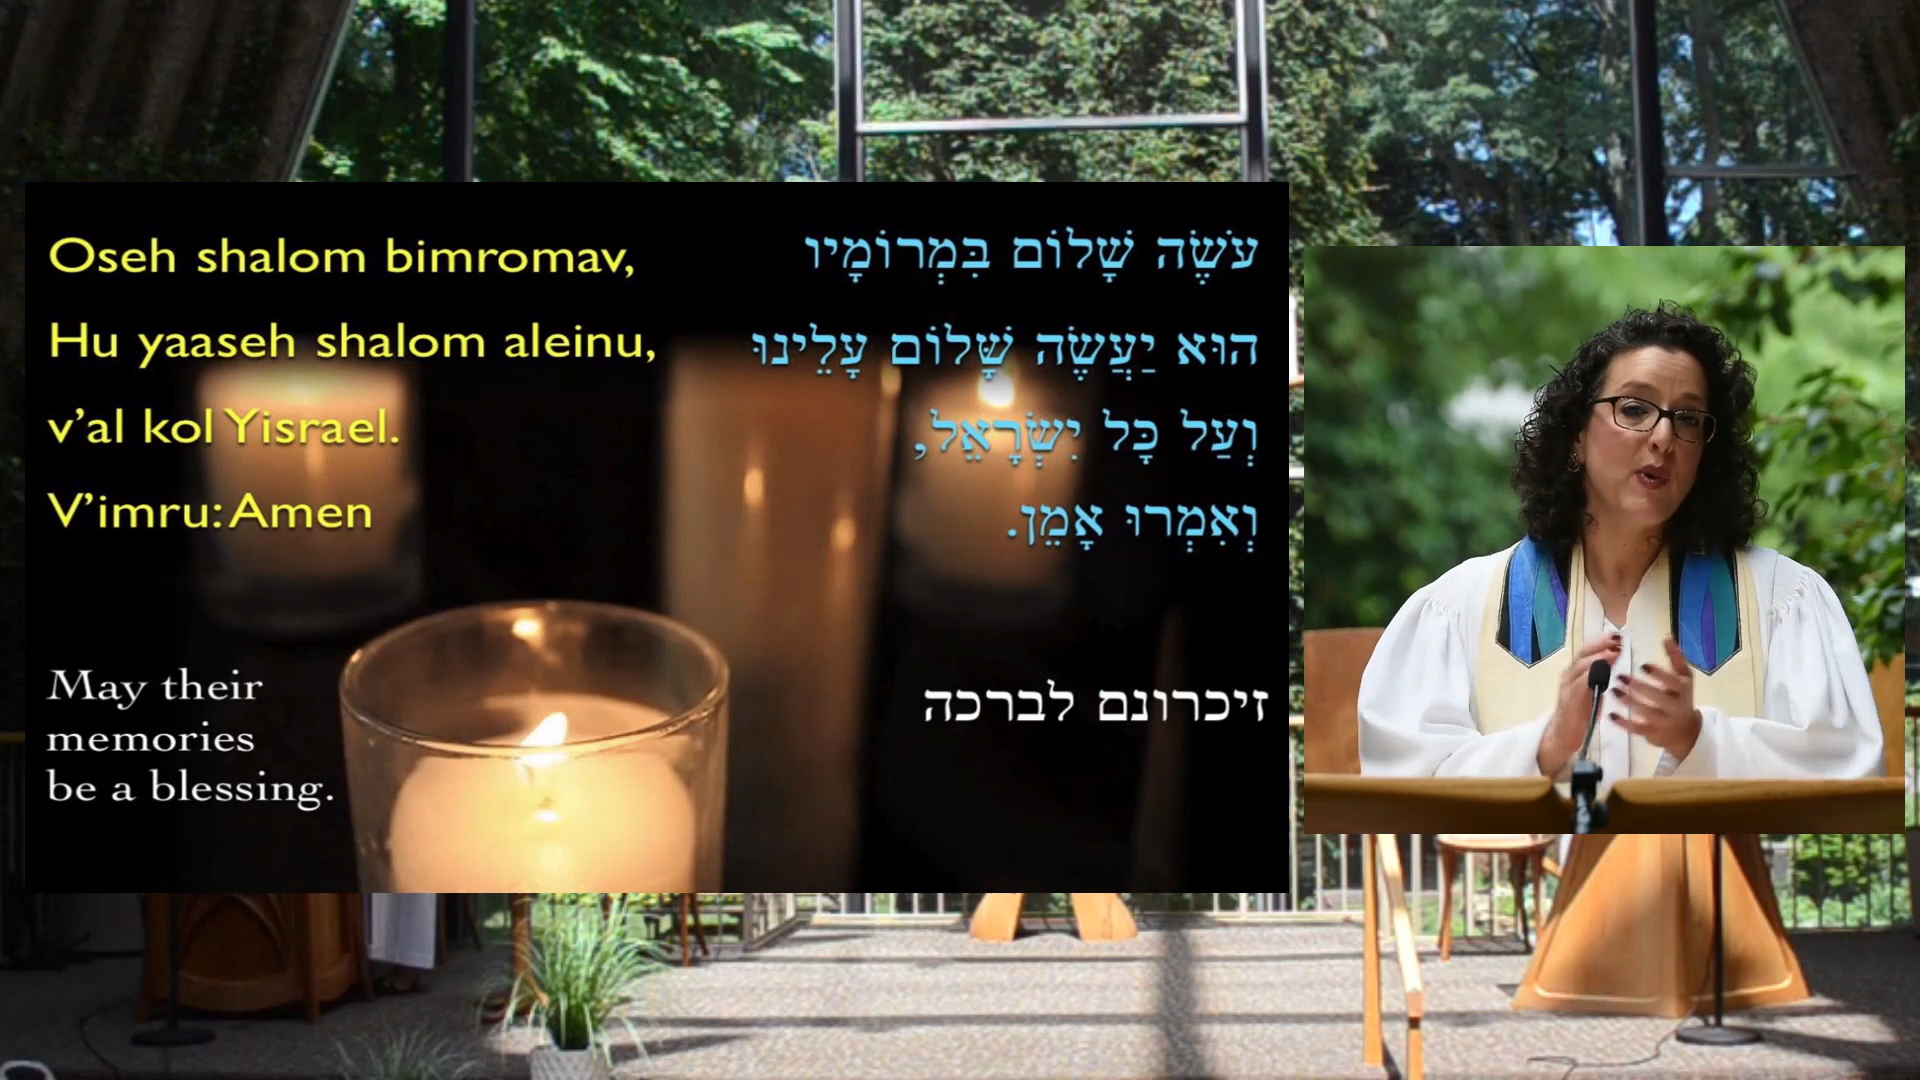 Oseh shalom bimromav,
Hu yaaseh shalom aleinu,
v’al kol Yisrael.
V’imru: Amen
עֹשֶׂה שָׁלוֹם בִּמְרוֹמָיו
הוּא יַעֲשֶׂה שָׁלוֹם עָלֵינוּ
וְעַל כָּל יִשְׂרָאֵל,
וְאִמְרוּ אָמֵן.
May their
memories
be a blessing.
זיכרונם לברכה